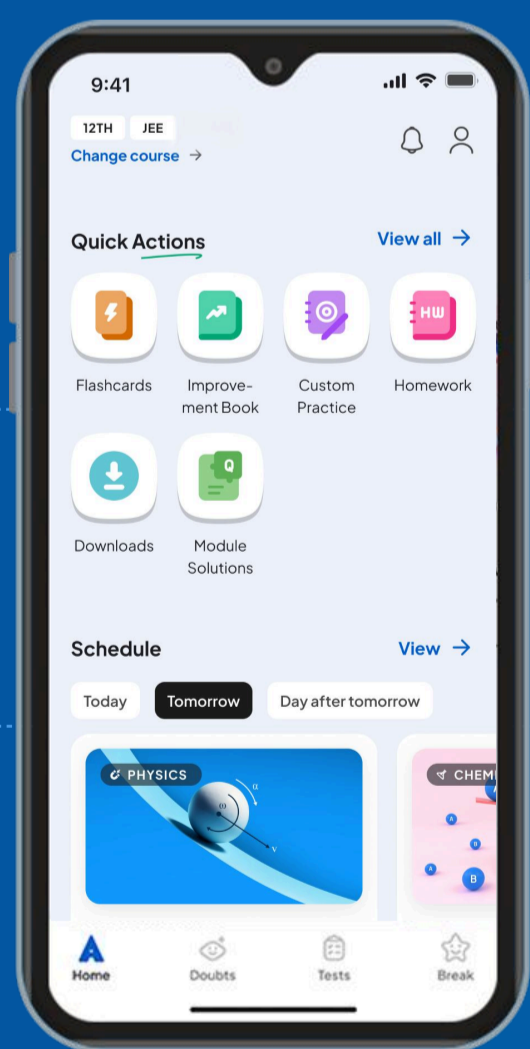 9:41
12TH JEE
Change course →
Quick Actions
View all →
Flashcards
Improve-
ment Book
Custom
Practice
HW
Homework
Downloads
Q
Module
Solutions
Schedule
View →
Today
Tomorrow
Day after tomorrow
PHYSICS
α
ω
v
CHEMI
A
A
B
A
B
A
Home
Doubts
Tests
Break